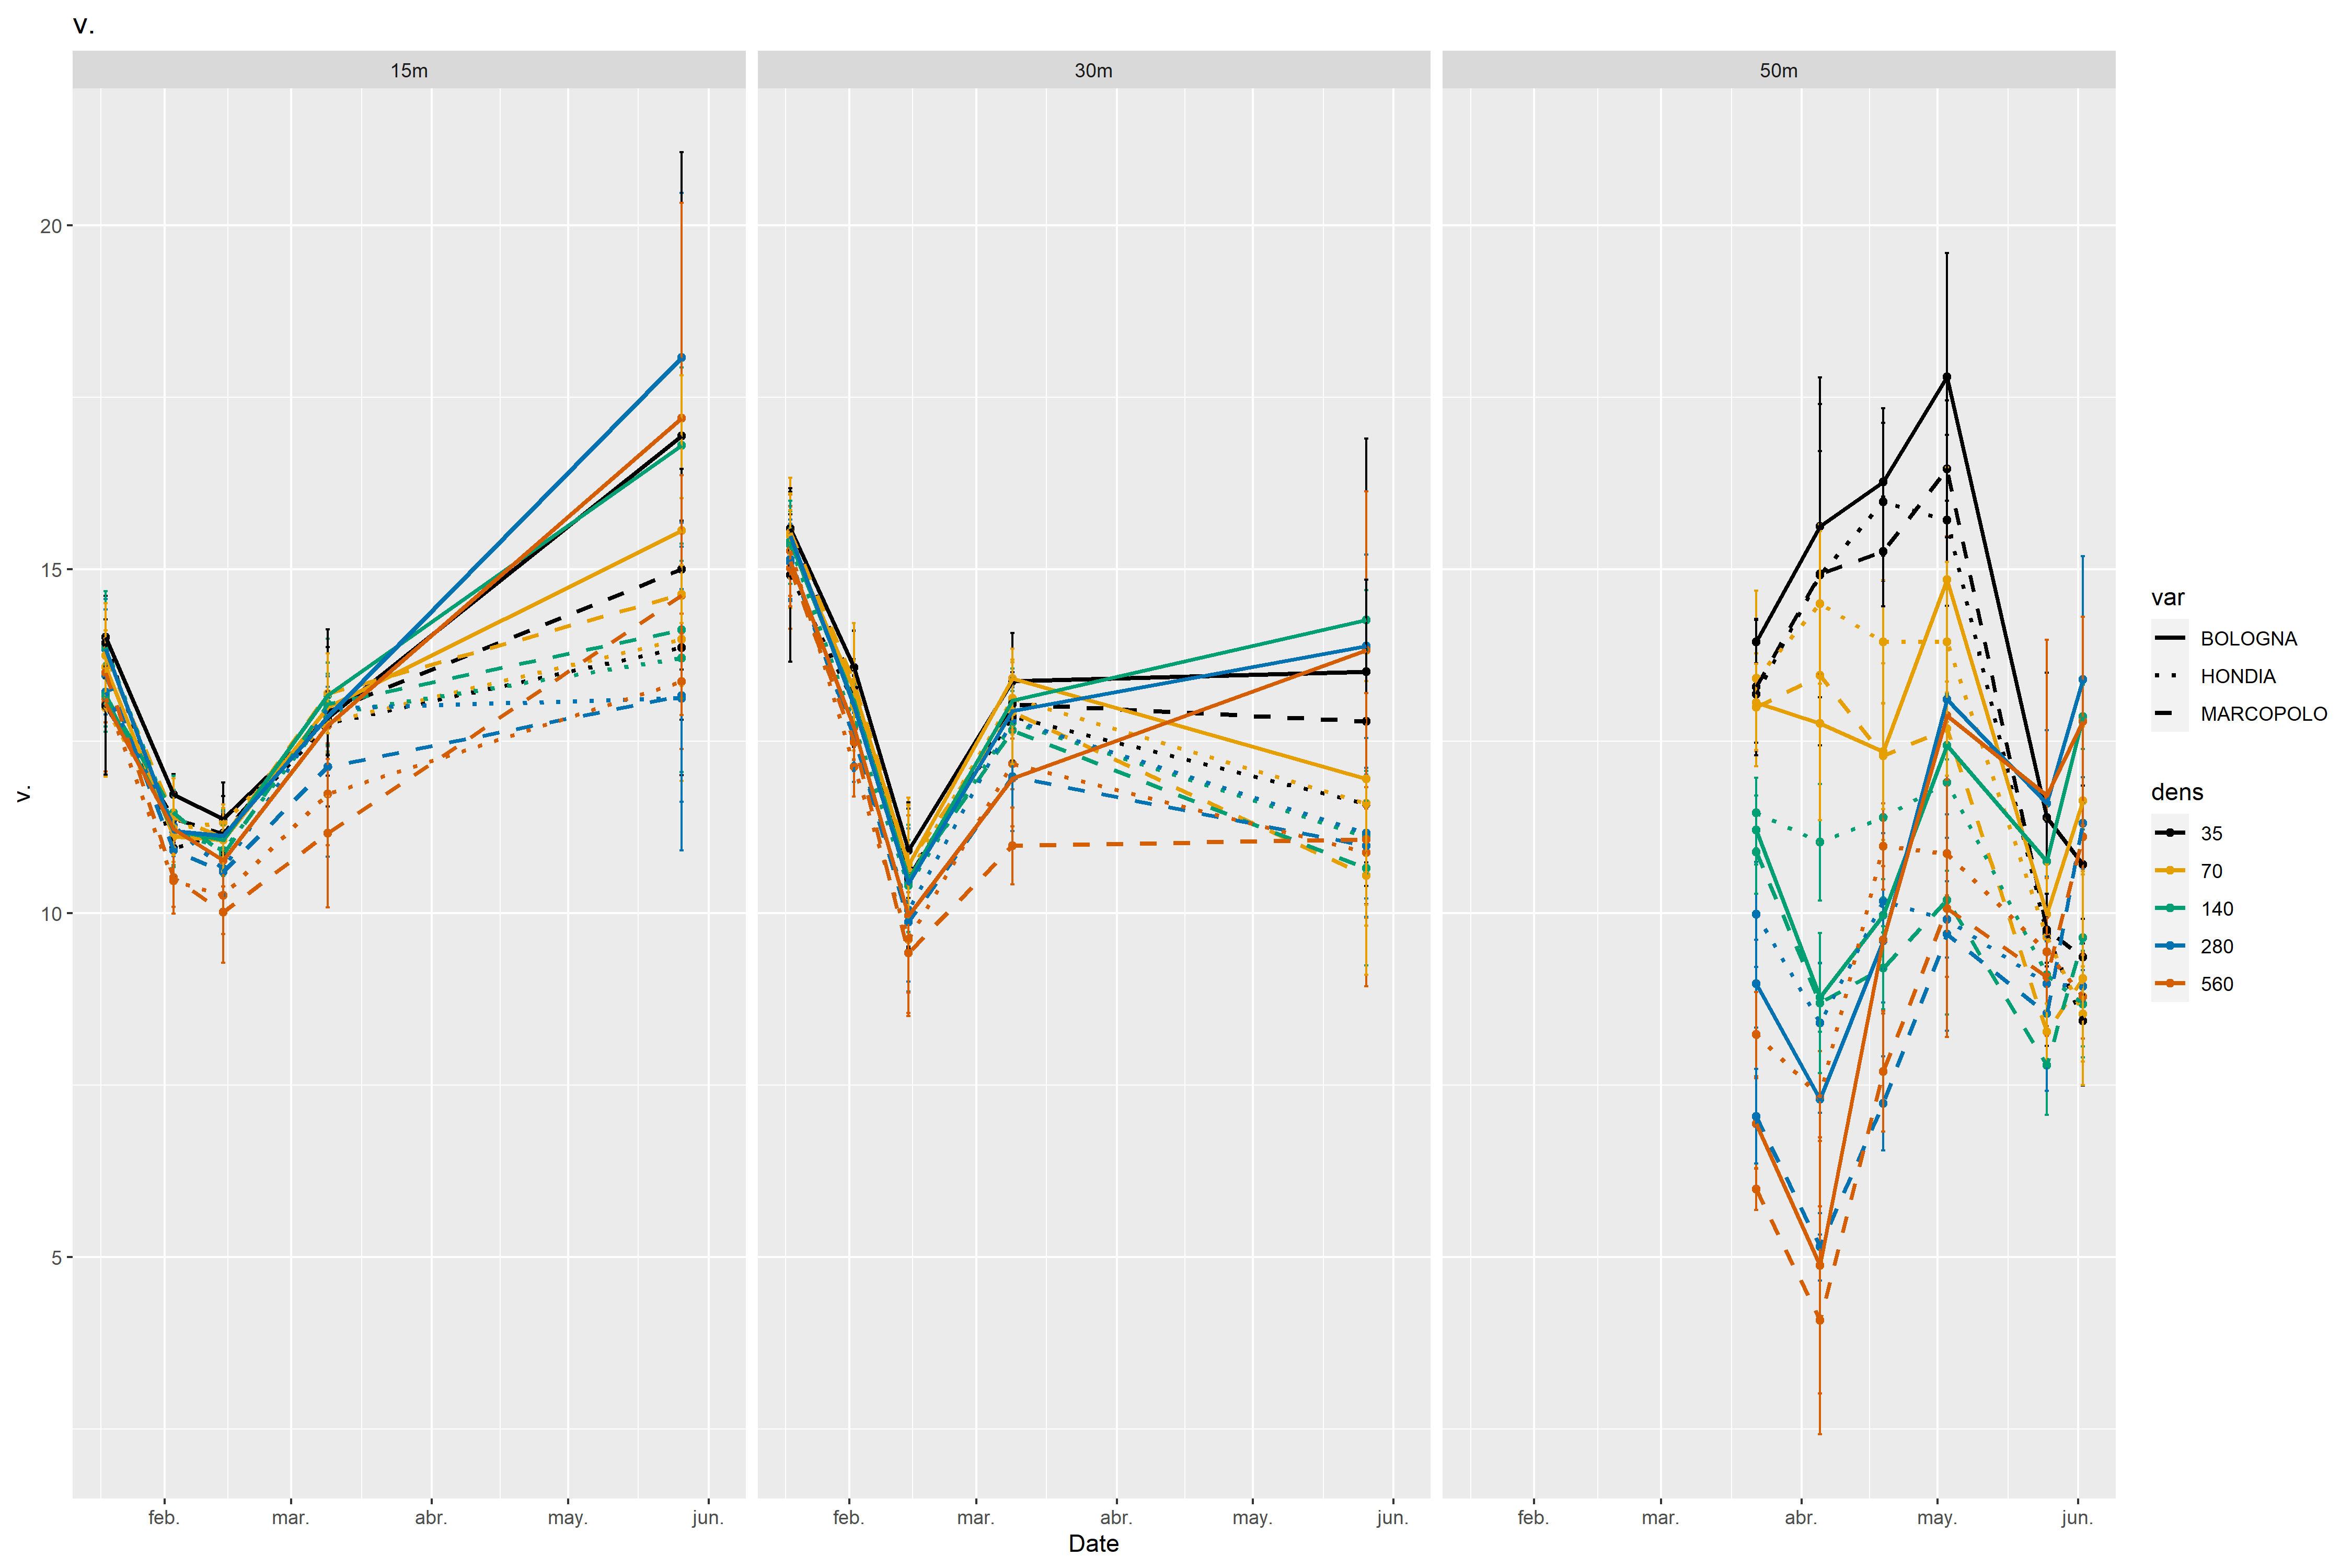 v.
15m 30m 50m
20
15
10
5
v.
feb. mar. abr. may. jun. feb. mar. abr. may. jun. feb. mar. abr. may. jun.
Date
var
BOLOGNA
HONDIA
MARCOPOLO
dens
35
70
140
280
560